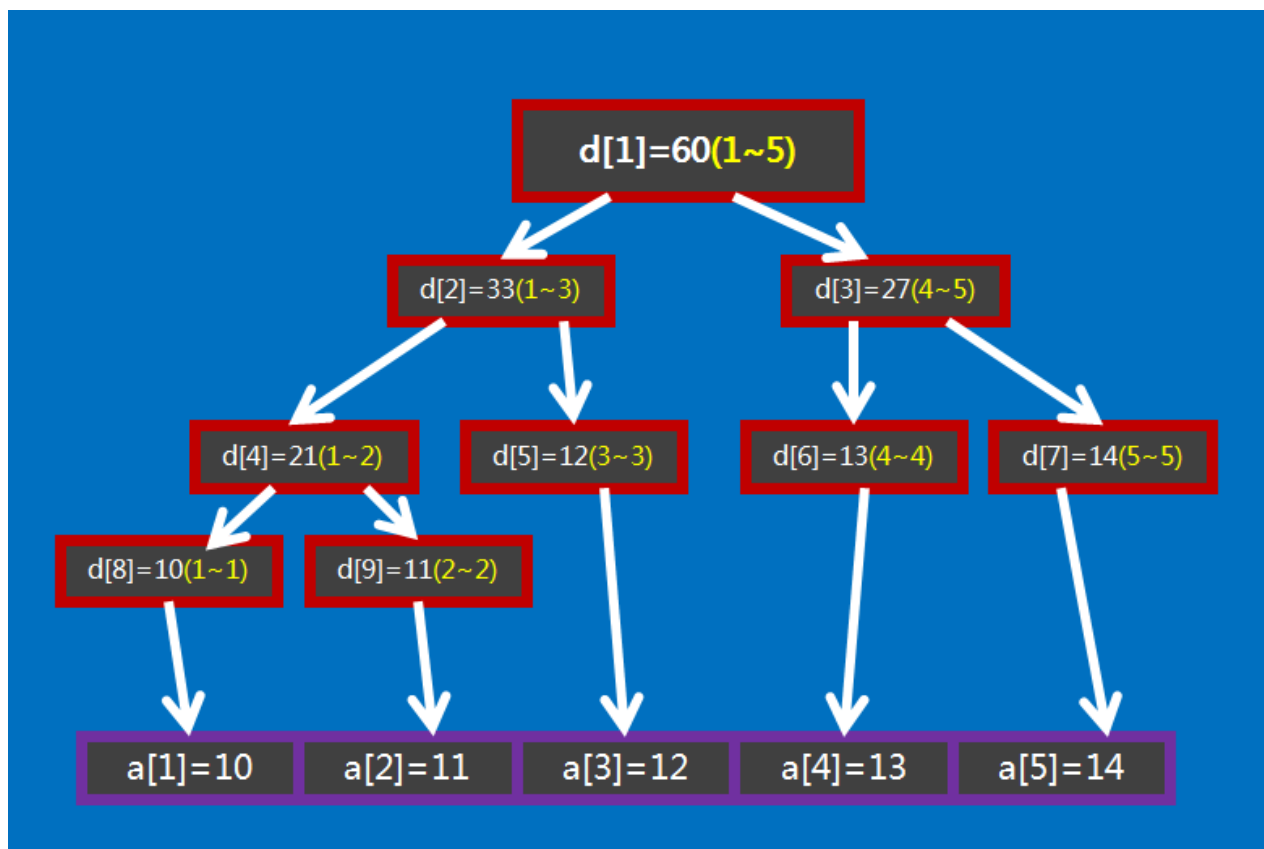 d[1]=60(1~5)
d[2]=33(1~3)
d[3]=27(4~5)
d[4]=21(1~2)
d[5]=12(3~3)
d[6]=13(4~4)
d[7]=14(5~5)
d[8]=10(1~1)
d[9]=11(2~2)
a[1]=10
a[2]=11
a[3]=12
a[4]=13
a[5]=14